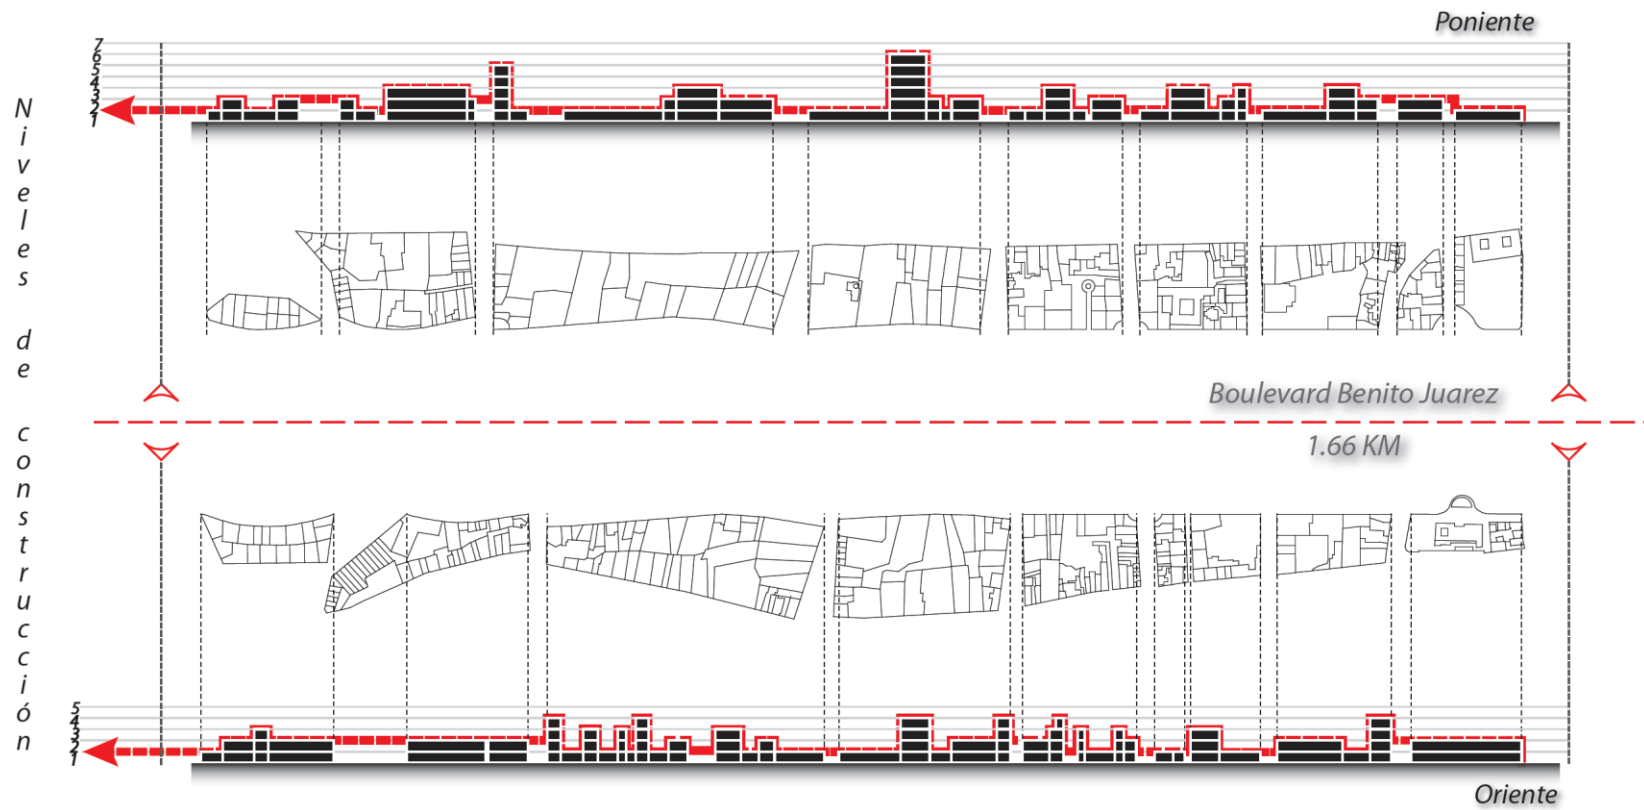 Poniente
7
6
5
4
3
2
1
Niveles de construcción
Boulevard Benito Juarez
1.66 KM
5
4
3
2
1
Oriente